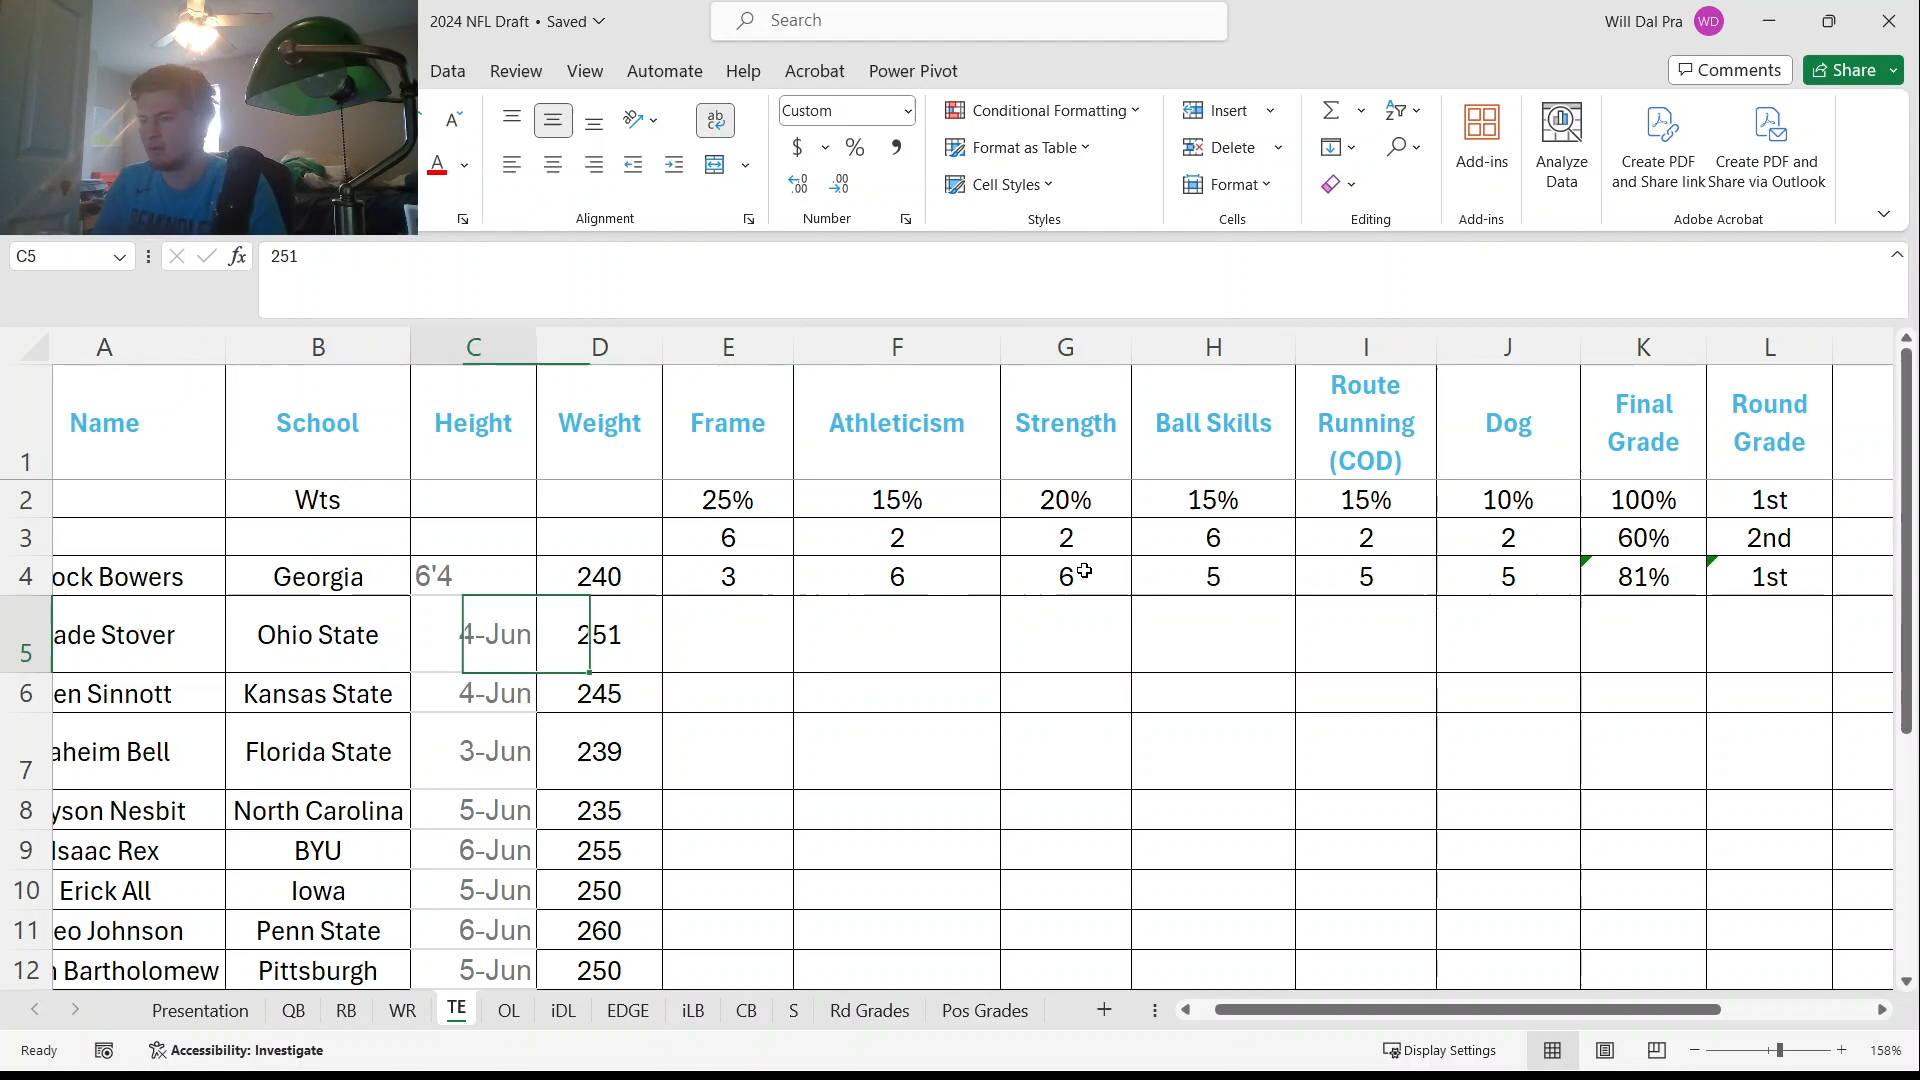 2024 NFL Draft • Saved
Search
Will Dal Pra
WD
Data
Review
View
Automate
Help
Acrobat
Power Pivot
Comments
Share
A
A
ab
Custom
$
%
,
Conditional Formatting
Format as Table
Cell Styles
Insert
Delete
Format
Add-ins
Analyze
Data
Create PDF
and Share link
Create PDF and
Share via Outlook
Alignment
Number
Styles
Cells
Editing
Add-ins
Adobe Acrobat
C5
fx
251
A B C D E F G H I J K L
1 Name School Height Weight Frame Athleticism Strength Ball Skills Route Running (COD) Dog Final Grade Round Grade
2 Wts 25% 15% 20% 15% 15% 10% 100% 1st
3 6 2 2 6 2 2 60% 2nd
4 ock Bowers Georgia 6'4 240 3 6 6 5 5 5 81% 1st
5 ade Stover Ohio State 4-Jun 251
6 en Sinnott Kansas State 4-Jun 245
7 aheim Bell Florida State 3-Jun 239
8 yson Nesbit North Carolina 5-Jun 235
9 Isaac Rex BYU 6-Jun 255
10 Erick All Iowa 5-Jun 250
11 eo Johnson Penn State 6-Jun 260
12 Bartholomew Pittsburgh 5-Jun 250
Presentation QB RB WR TE OL iDL EDGE iLB CB S Rd Grades Pos Grades
Ready
Accessibility: Investigate
Display Settings
158%